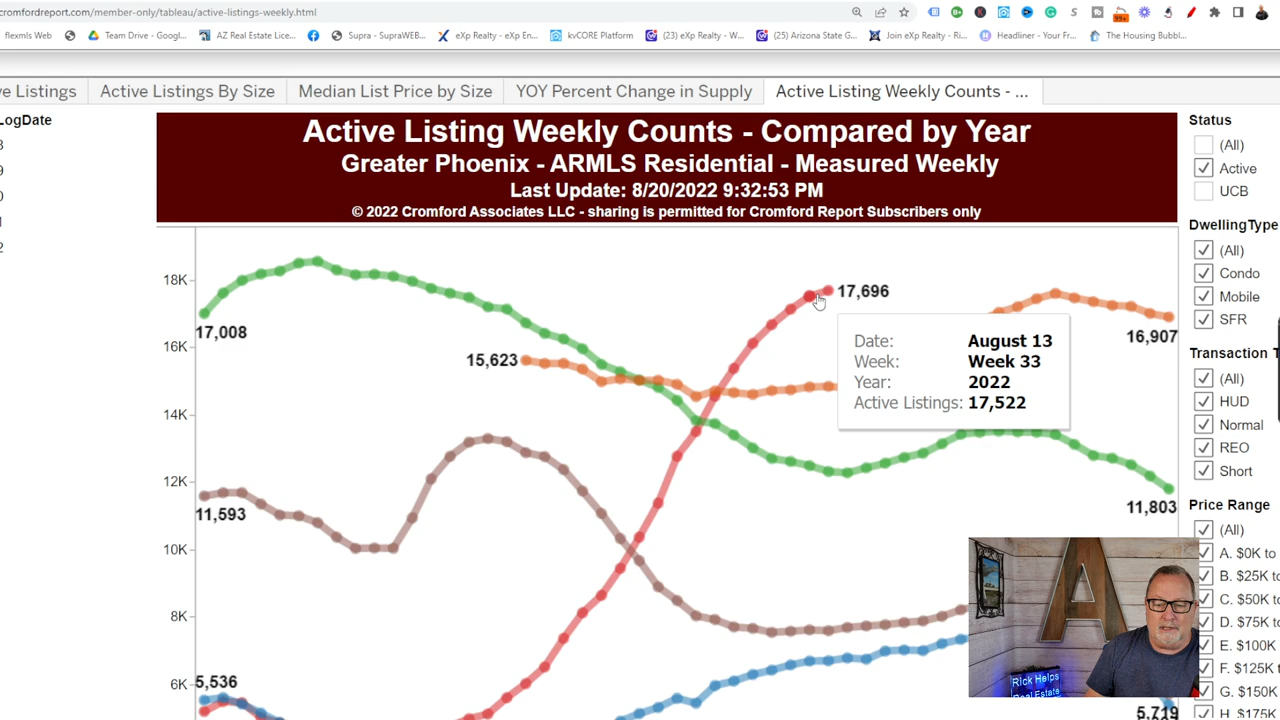 cromfordreport.com/member-only/tableau/active-listings-weekly.html
flexmls Web
Team Drive - Googl...
AZ Real Estate Lice...
Supra - SupraWEB...
eXp Realty - eXp En...
kvCORE Platform
(23) eXp Realty - W...
(25) Arizona State G...
Join eXp Realty - Ri...
Headliner - Your Fr...
The Housing Bubbl...
99+
ve Listings
Active Listings By Size
Median List Price by Size
YOY Percent Change in Supply
Active Listing Weekly Counts - ...
LogDate
8
9
0
1
2
Active Listing Weekly Counts - Compared by Year
Greater Phoenix - ARMLS Residential - Measured Weekly
Last Update: 8/20/2022 9:32:53 PM
© 2022 Cromford Associates LLC - sharing is permitted for Cromford Report Subscribers only
18K
16K
14K
12K
10K
8K
6K
17,008
15,623
17,696
16,907
11,593
11,803
5,536
5,719
Date: August 13
Week: Week 33
Year: 2022
Active Listings: 17,522
Status
(All)
Active
UCB
DwellingType
(All)
Condo
Mobile
SFR
Transaction T
(All)
HUD
Normal
REO
Short
Price Range
(All)
A. $0K to
B. $25K to
C. $50K to
D. $75K to
E. $100K
F. $125K t
G. $150K
H. $175K
A
Rick Helps
Real Estate